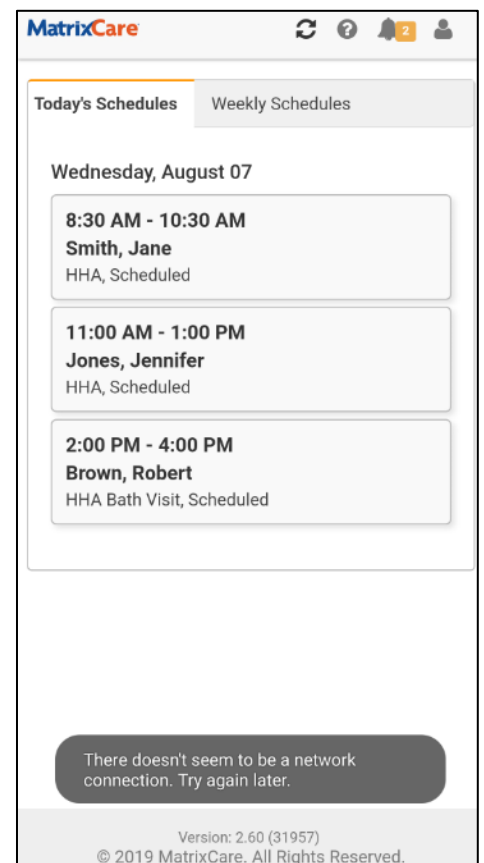 MatrixCare
2
Today's Schedules Weekly Schedules
Wednesday, August 07
8:30 AM - 10:30 AM
Smith, Jane
HHA, Scheduled
11:00 AM - 1:00 PM
Jones, Jennifer
HHA, Scheduled
2:00 PM - 4:00 PM
Brown, Robert
HHA Bath Visit, Scheduled
There doesn't seem to be a network
connection. Try again later.
Version: 2.60 (31957)
© 2019 MatrixCare. All Rights Reserved.